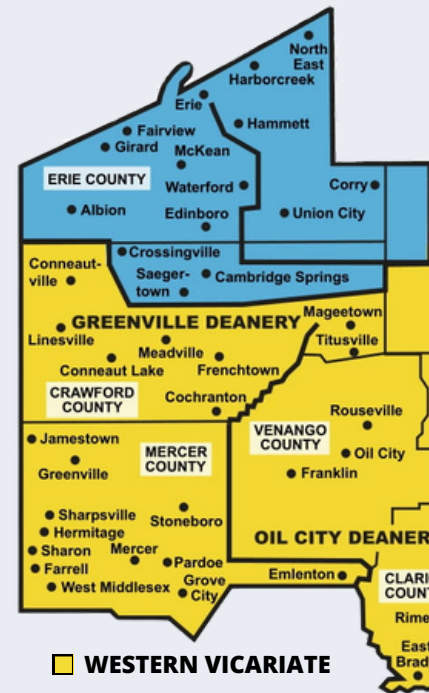 North
East
Harborcreek
Erie
Hammett
Fairview
Girard
McKean
ERIE COUNTY
Waterford
Corry
Albion
Edinboro
Union City
Crossingville
Conneaut-
ville
Saeger-
town
Cambridge Springs
Mageetown
GREENVILLE DEANERY
Linesville
Meadville
Titusville
Conneaut Lake
Frenchtown
CRAWFORD
COUNTY
Cochranton
Rouseville
Jamestown
MERCER
COUNTY
VENANGO
COUNTY
Oil City
Greenville
Franklin
Sharpsville
Stoneboro
Hermitage
OIL CITY DEANER
Sharon
Mercer
Pardoe
Farrell
Emlenton
West Middlesex
Grove
City
CLARI
COUNT
Rime
East
Brad
WESTERN VICARIATE